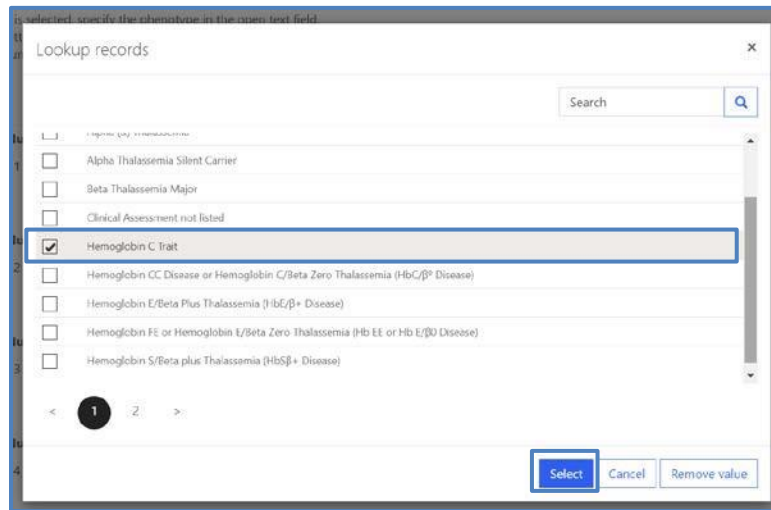 is selected, specify the phenotype in the open text field.
Lookup records ×
Search
Alpha Thalassemia Silent Carrier
Beta Thalassemia Major
Clinical Assessment not listed
Hemoglobin C Trait
Hemoglobin CC Disease or Hemoglobin C/Beta Zero Thalassemia (HbC/βº Disease)
Hemoglobin E/Beta Plus Thalassemia (HbE/β+ Disease)
Hemoglobin EE or Hemoglobin E/Beta Zero Thalassemia (Hb EE or Hb E/β0 Disease)
Hemoglobin S/Beta plus Thalassemia (HbSβ+ Disease)
< 1 2 >
Select Cancel Remove value